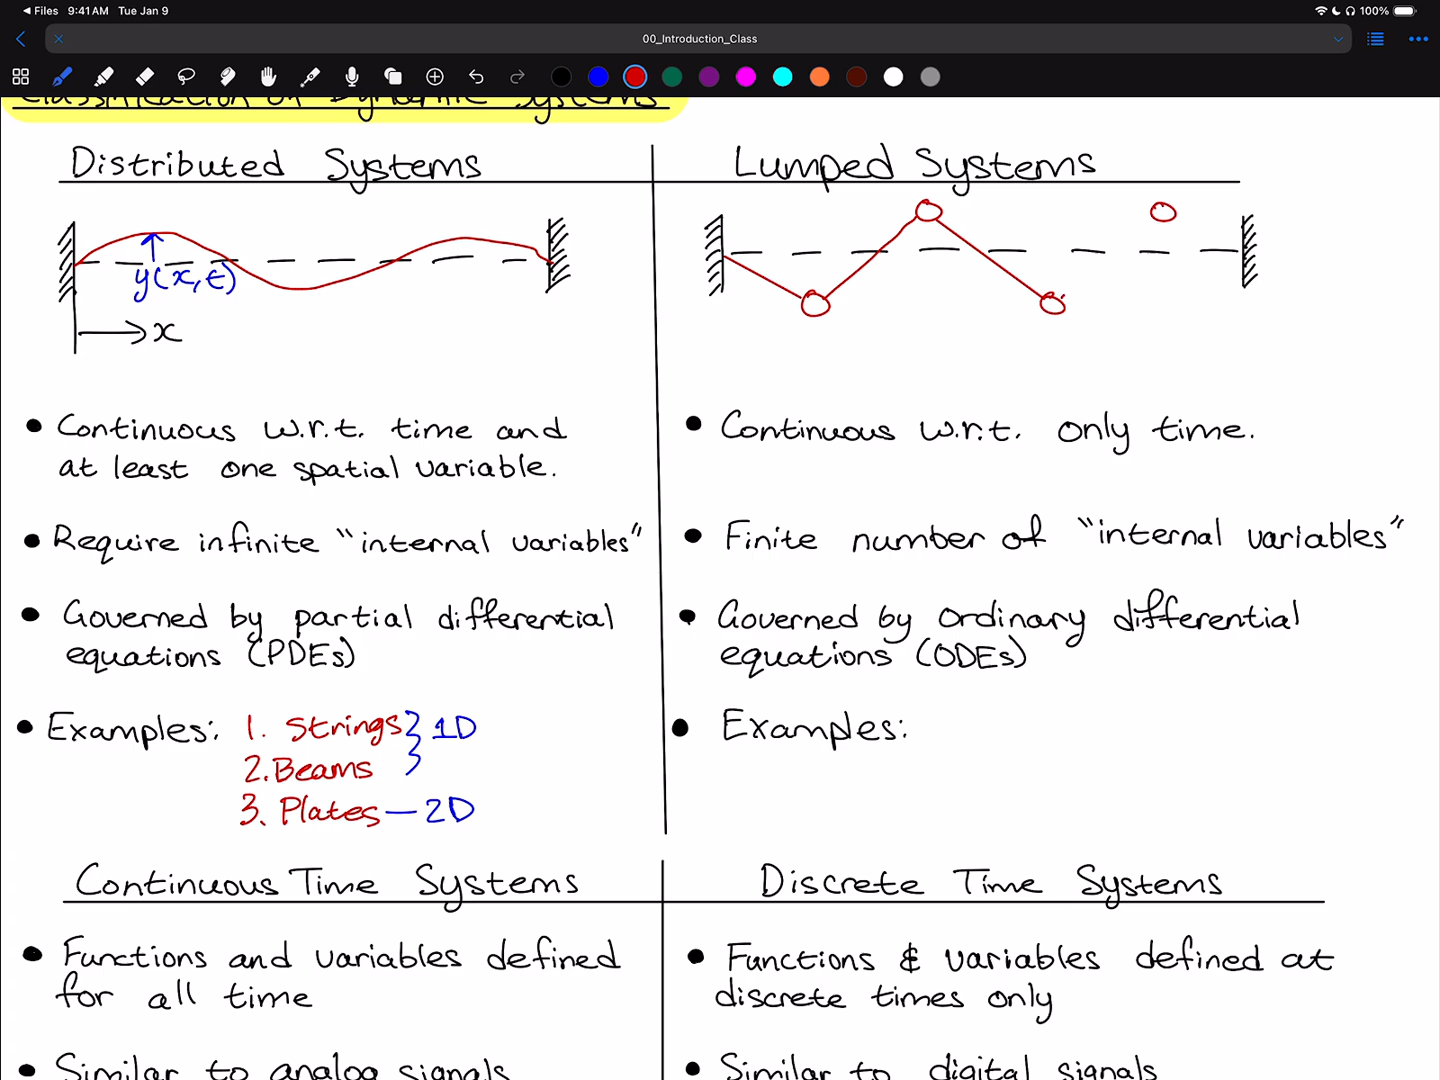 Files 9:41 AM Tue Jan 9 100%
00_Introduction_Class
Classification of Dynamic Systems
Distributed Systems
y(x,t)
x
• Continuous w.r.t. time and
at least one spatial variable.
• Require infinite "internal variables"
• Governed by partial differential
equations (PDEs)
• Examples: 1. Strings } 1D
2. Beams
3. Plates — 2D
Lumped Systems
• Continuous w.r.t. only time.
• Finite number of "internal variables"
• Governed by ordinary differential
equations (ODEs)
• Examples:
Continuous Time Systems
• Functions and variables defined
for all time
• Similar to analog signals
Discrete Time Systems
• Functions & variables defined at
discrete times only
• Similar to digital signals